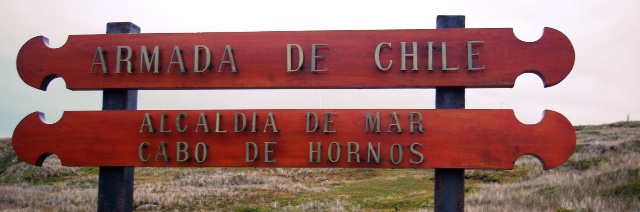 ARMADA DE CHILE
ALCALDIA DE MAR
CABO DE HORNOS